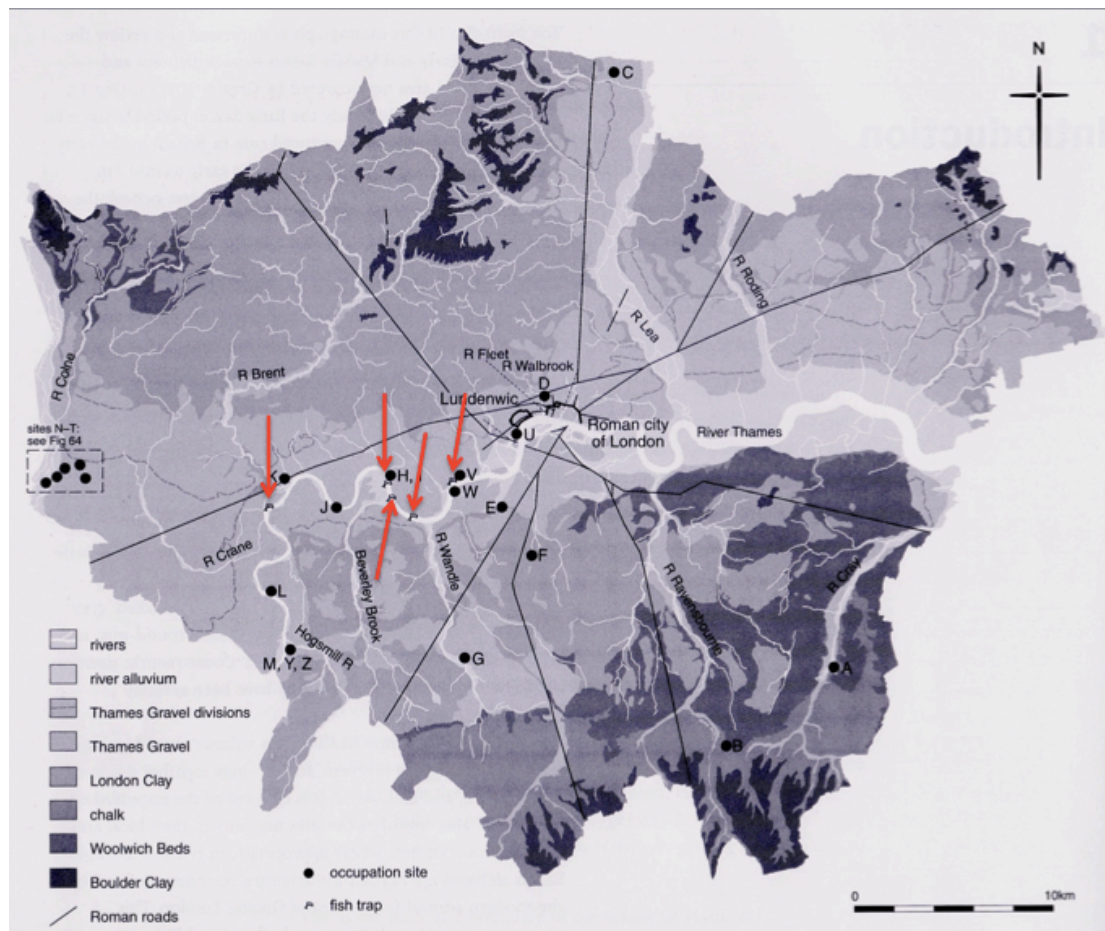 N
C
R Colne
R Brent
R Fleet
R Walbrook
D
Lundenwic
R Lea
R Roding
Roman city
of London
River Thames
U
sites N–T:
see Fig 64
K
H,
V
W
J
E
F
R Crane
Beverley Brook
R Wandle
R Ravensbourne
R Cray
L
Hogsmill R
M, Y, Z
G
A
B
rivers
river alluvium
Thames Gravel divisions
Thames Gravel
London Clay
chalk
Woolwich Beds
Boulder Clay
Roman roads
occupation site
fish trap
0 10km